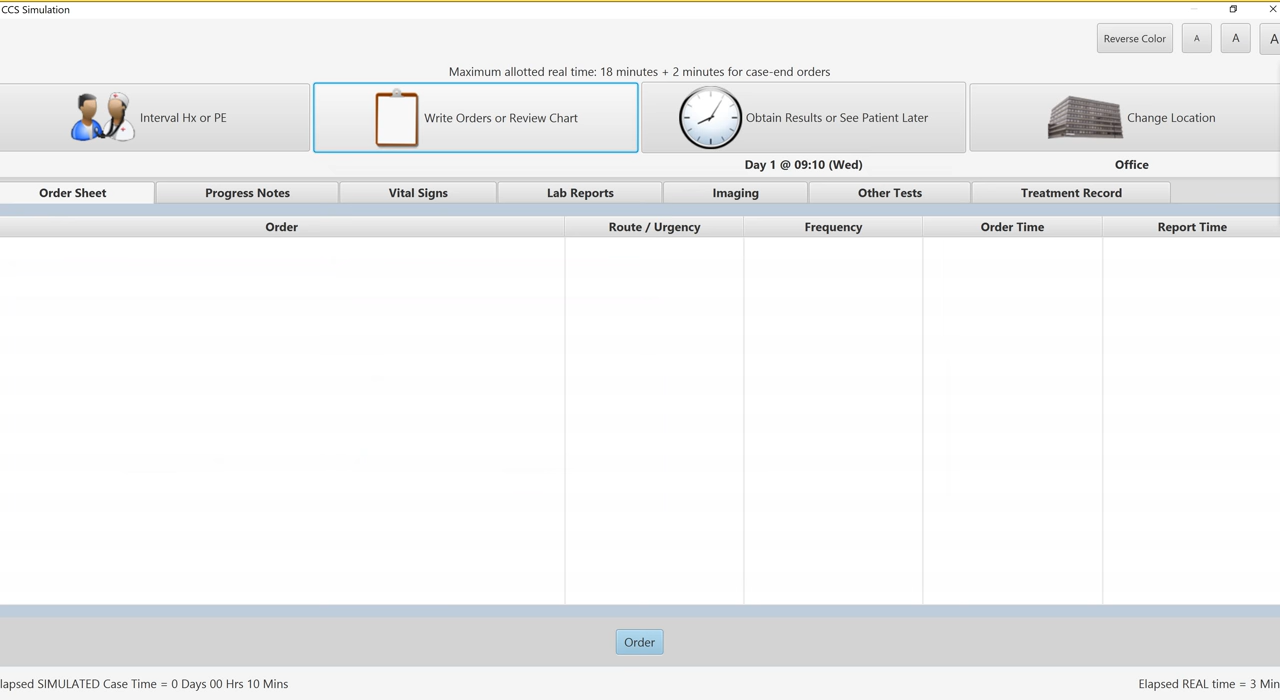 CCS Simulation
Reverse Color A A A
Maximum allotted real time: 18 minutes + 2 minutes for case-end orders
Interval Hx or PE Write Orders or Review Chart Obtain Results or See Patient Later Change Location
Day 1 @ 09:10 (Wed) Office
Order Sheet Progress Notes Vital Signs Lab Reports Imaging Other Tests Treatment Record
Order Route / Urgency Frequency Order Time Report Time
Order
lapsed SIMULATED Case Time = 0 Days 00 Hrs 10 Mins Elapsed REAL time = 3 Min